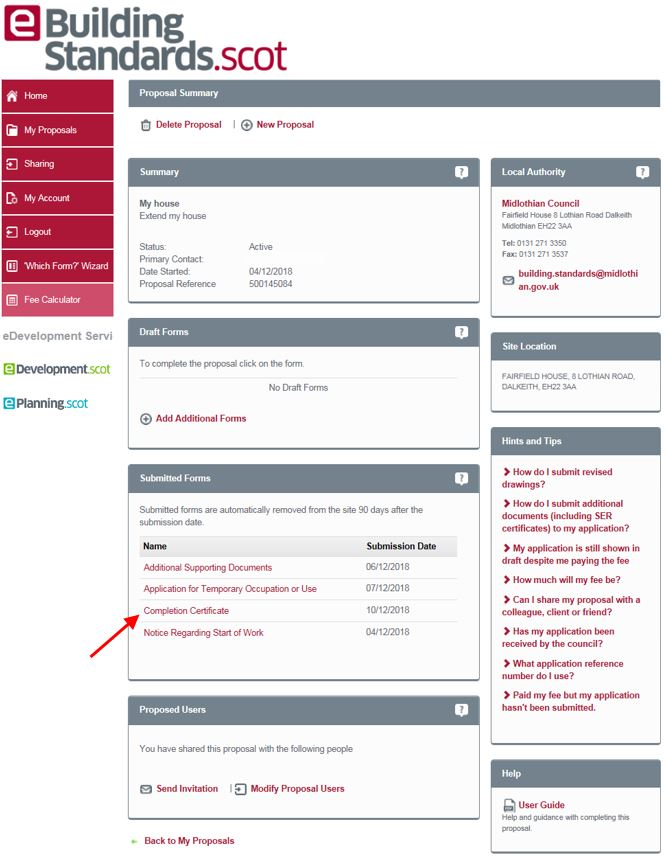 e Building
Standards.scot
Home
My Proposals
Sharing
My Account
Logout
'Which Form?' Wizard
Fee Calculator
eDevelopment Servi
eDevelopment.scot
ePlanning.scot
Proposal Summary
Delete Proposal | New Proposal
Summary ?
My house
Extend my house
Status: Active
Primary Contact:
Date Started: 04/12/2018
Proposal Reference 500145084
Draft Forms ?
To complete the proposal click on the form.
No Draft Forms
Add Additional Forms
Submitted Forms ?
Submitted forms are automatically removed from the site 90 days after the
submission date.
Name Submission Date
Additional Supporting Documents 06/12/2018
Application for Temporary Occupation or Use 07/12/2018
Completion Certificate 10/12/2018
Notice Regarding Start of Work 04/12/2018
Proposed Users ?
You have shared this proposal with the following people
Send Invitation | Modify Proposal Users
Back to My Proposals
Local Authority ?
Midlothian Council
Fairfield House 8 Lothian Road Dalkeith
Midlothian EH22 3AA
Tel: 0131 271 3350
Fax: 0131 271 3537
building.standards@midlothi
an.gov.uk
Site Location
FAIRFIELD HOUSE, 8 LOTHIAN ROAD,
DALKEITH, EH22 3AA
Hints and Tips
How do I submit revised
drawings?
How do I submit additional
documents (including SER
certificates) to my application?
My application is still shown in
draft despite me paying the fee
How much will my fee be?
Can I share my proposal with a
colleague, client or friend?
Has my application been
received by the council?
What application reference
number do I use?
Paid my fee but my application
hasn't been submitted.
Help
User Guide
Help and guidance with completing this
proposal.